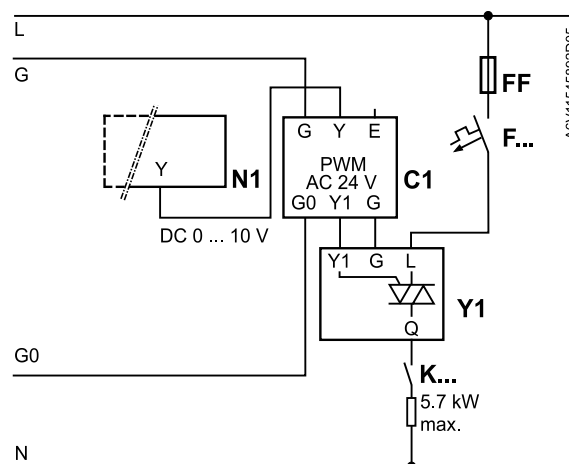 L
G
FF
G Y E
F...
PWM
AC 24 V
C1
Y
N1
G0 Y1 G
DC 0 ... 10 V
Y1 G L
Y1
Q
G0
K...
5.7 kW
max.
N